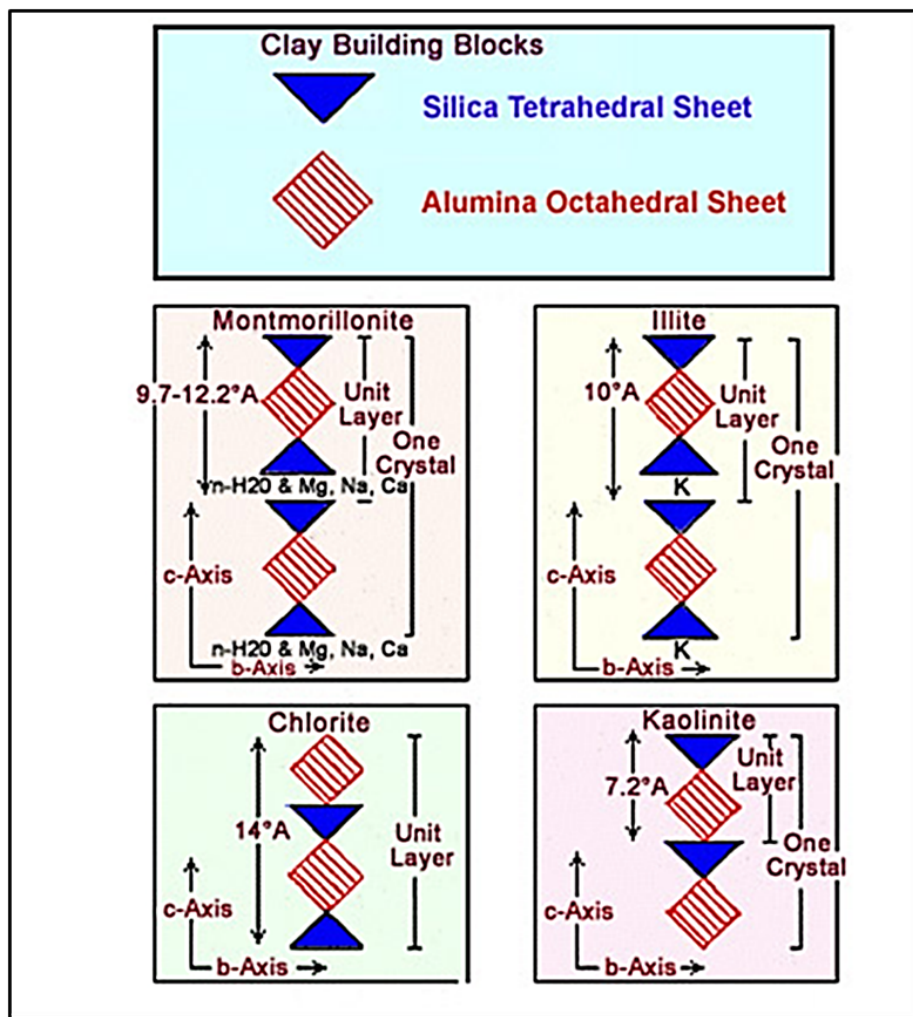 Clay Building Blocks
Silica Tetrahedral Sheet
Alumina Octahedral Sheet
Montmorillonite
9.7-12.2°A
Unit
Layer
One
Crystal
n-H20 & Mg, Na, Ca
c-Axis
n-H20 & Mg, Na, Ca
b-Axis
Illite
10°A
Unit
Layer
One
Crystal
K
c-Axis
K
b-Axis
Chlorite
14°A
Unit
Layer
c-Axis
b-Axis
Kaolinite
7.2°A
Unit
Layer
One
Crystal
c-Axis
b-Axis